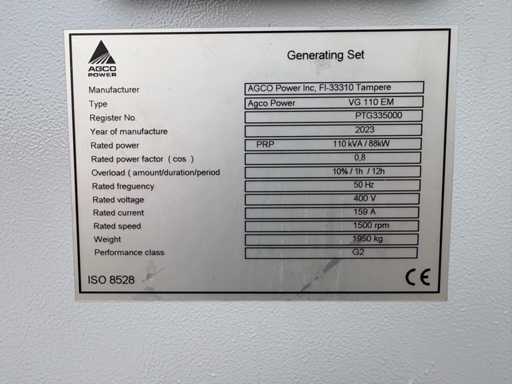 AGCO
POWER
Generating Set
Manufacturer AGCO Power Inc, FI-33310 Tampere
Type Agco Power VG 110 EM
Register No. PTG335000
Year of manufacture 2023
Rated power PRP 110 kVA / 88kW
Rated power factor ( cos ) 0,8
Overload ( amount/duration/period 10% / 1h / 12h
Rated freguency 50 Hz
Rated voltage 400 V
Rated current 159 A
Rated speed 1500 rpm
Weight 1950 kg
Performance class G2
ISO 8528 CE